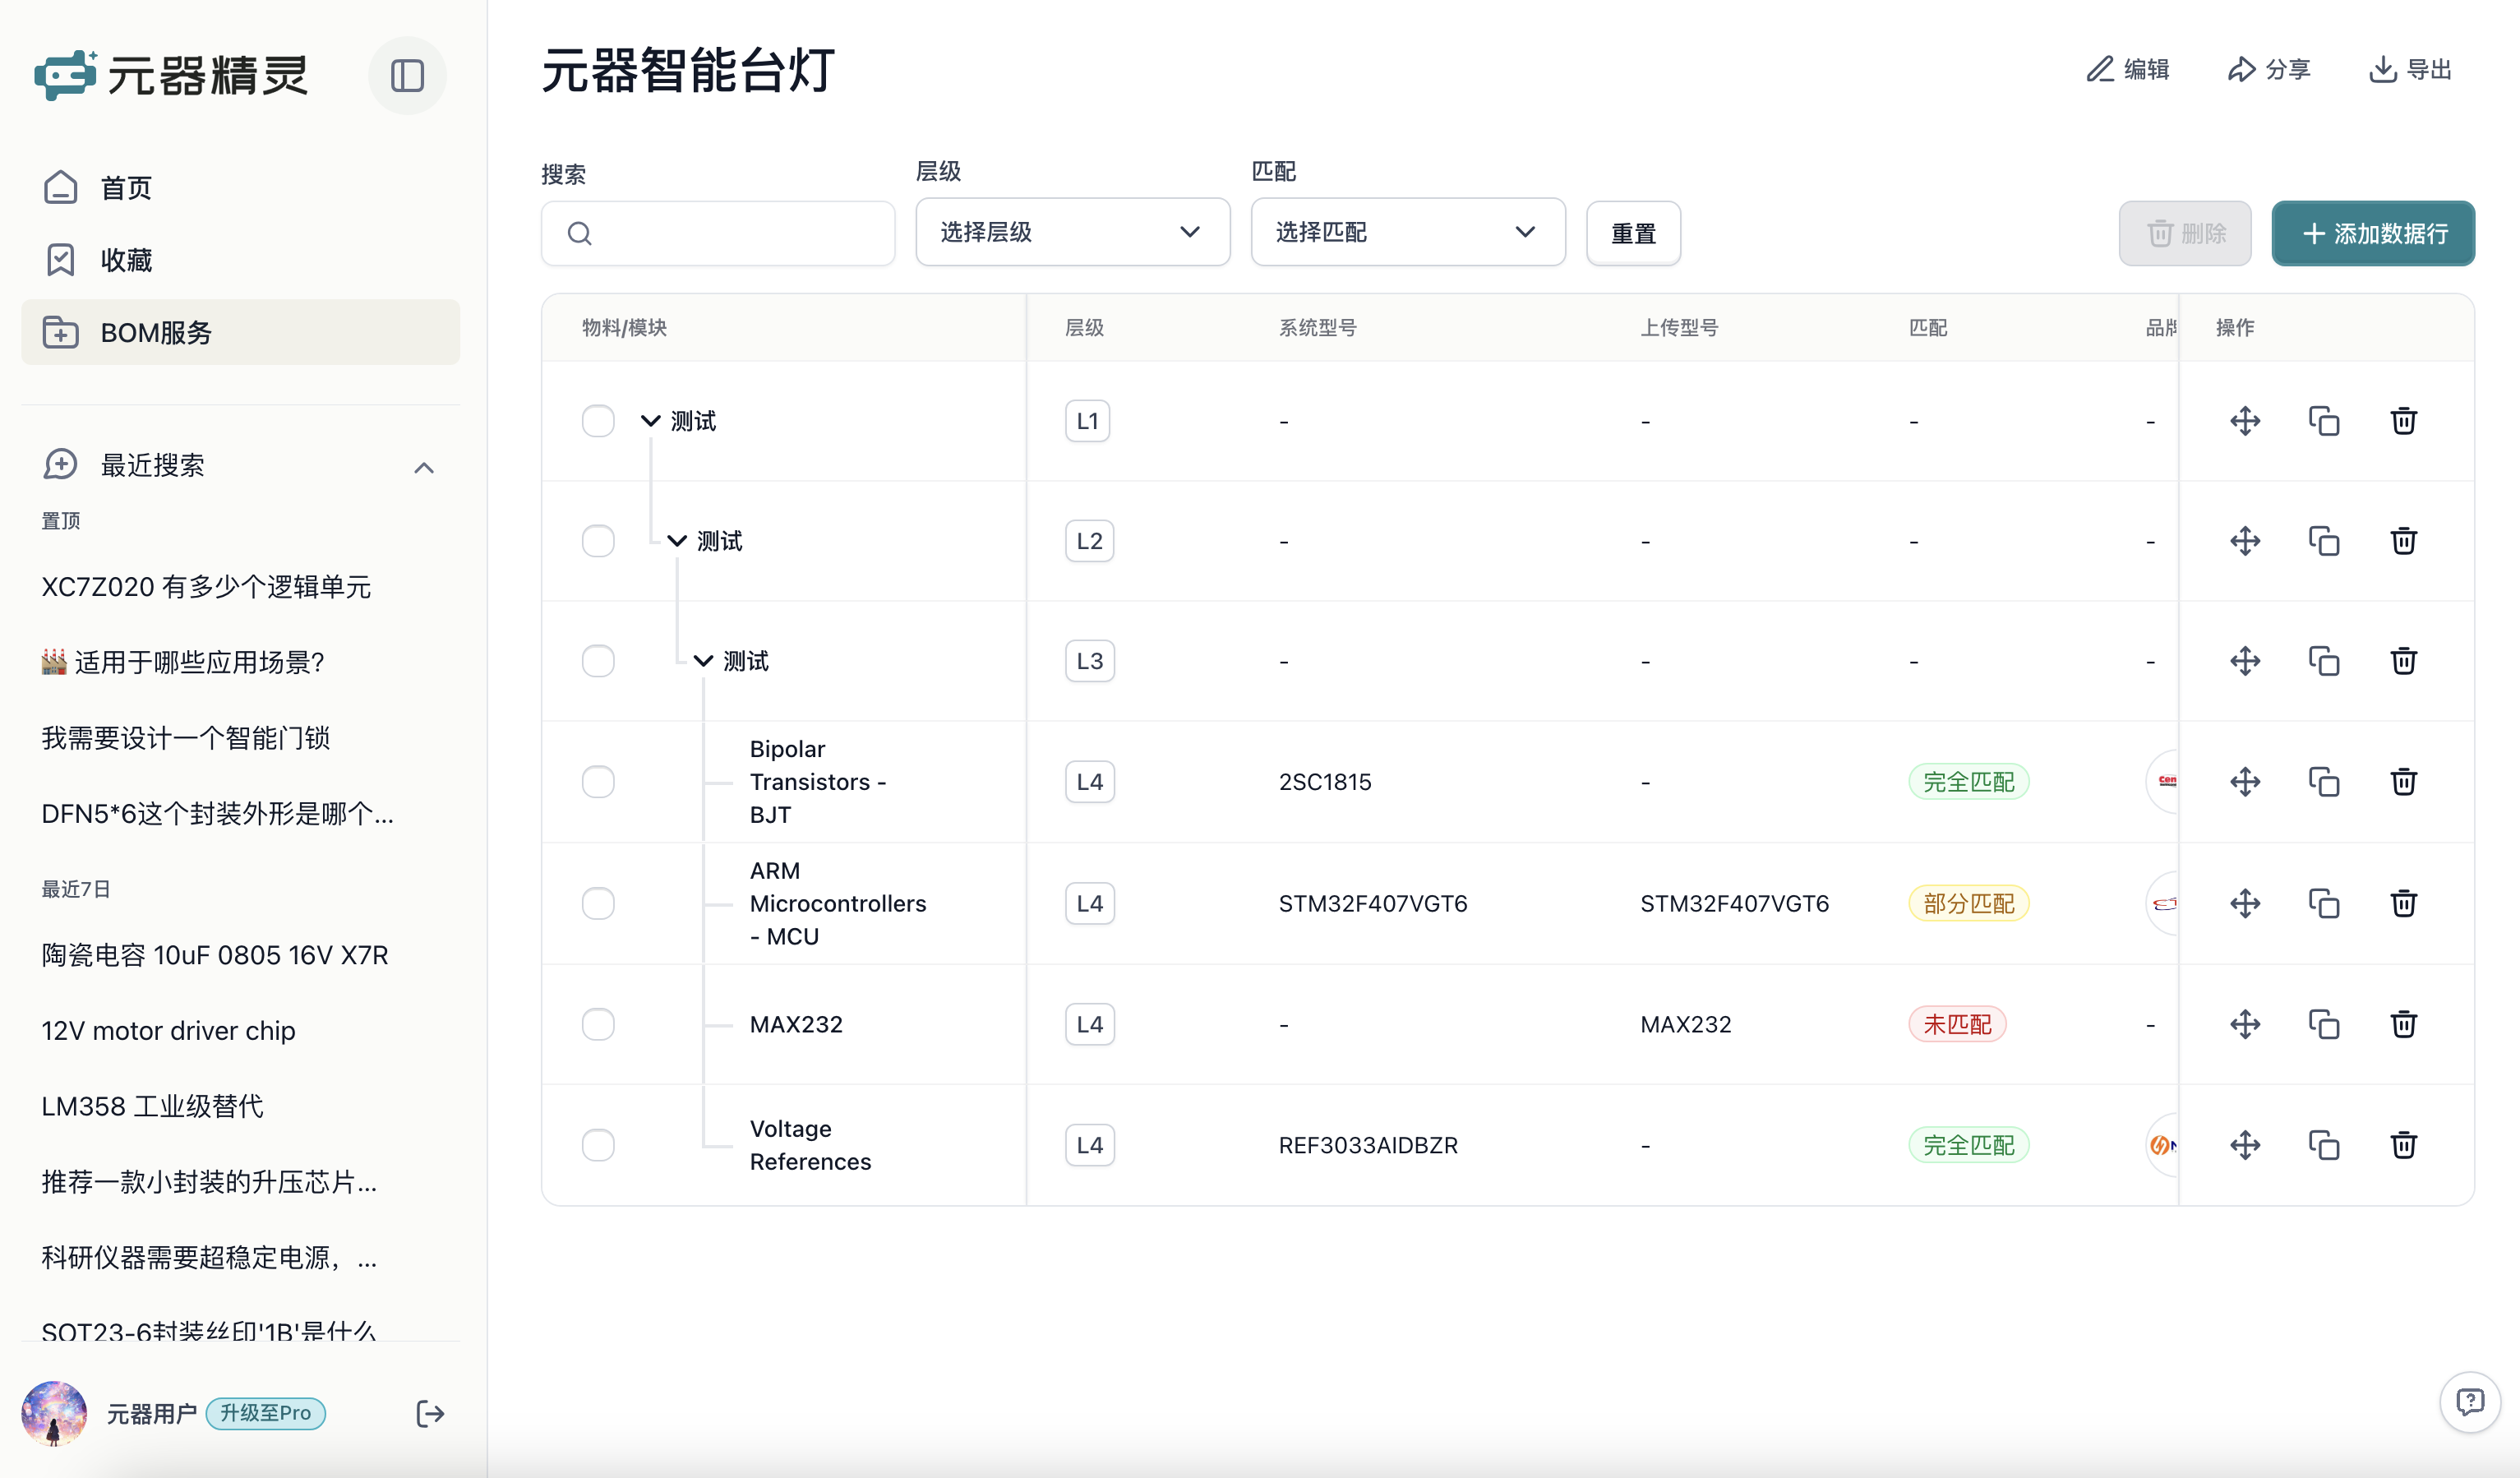 元器精灵
首页
收藏
BOM服务
最近搜索
置顶
XC7Z020 有多少个逻辑单元
🏭 适用于哪些应用场景?
我需要设计一个智能门锁
DFN5*6这个封装外形是哪个...
最近7日
陶瓷电容 10uF 0805 16V X7R
12V motor driver chip
LM358 工业级替代
推荐一款小封装的升压芯片...
科研仪器需要超稳定电源，...
SOT23-6封装丝印'1B'是什么
元器用户 升级至Pro
元器智能台灯
编辑 分享 导出
搜索 层级 匹配
选择层级 选择匹配 重置 删除 添加数据行
物料/模块 层级 系统型号 上传型号 匹配 品牌 操作
测试 L1 - - - -
测试 L2 - - - -
测试 L3 - - - -
Bipolar
Transistors -
BJT
L4 2SC1815 - 完全匹配
ARM
Microcontrollers
- MCU
L4 STM32F407VGT6 STM32F407VGT6 部分匹配
MAX232 L4 - MAX232 未匹配 -
Voltage
References
L4 REF3033AIDBZR - 完全匹配